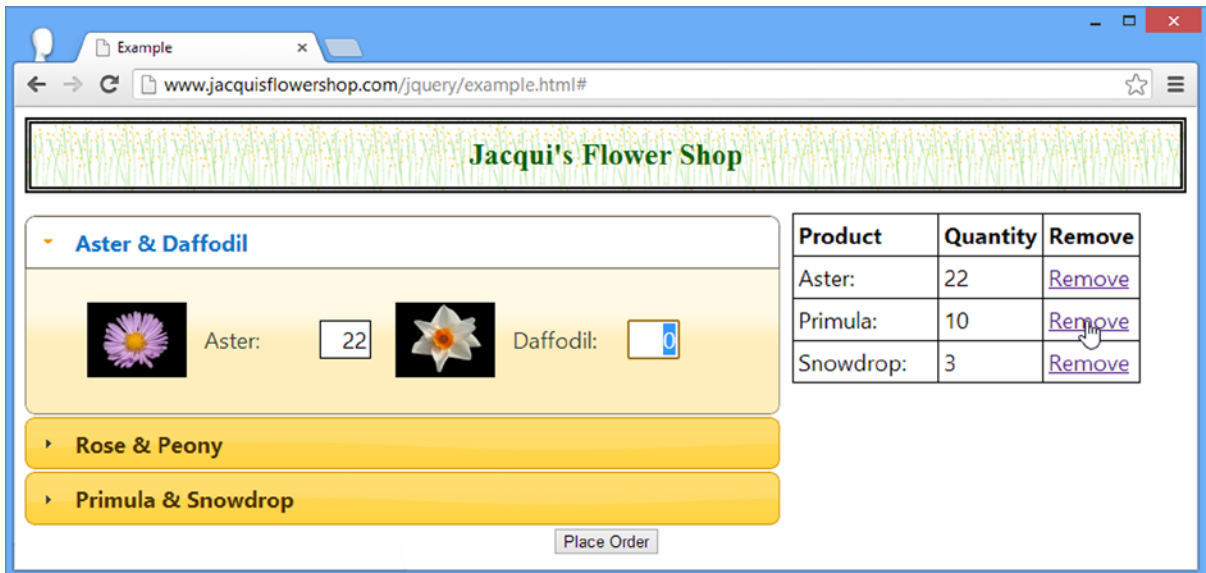 Example
www.jacquisflowershop.com/jquery/example.html#
Jacqui's Flower Shop
Aster & Daffodil
Aster: 22 Daffodil: 0
Rose & Peony
Primula & Snowdrop
Product Quantity Remove
Aster: 22 Remove
Primula: 10 Remove
Snowdrop: 3 Remove
Place Order